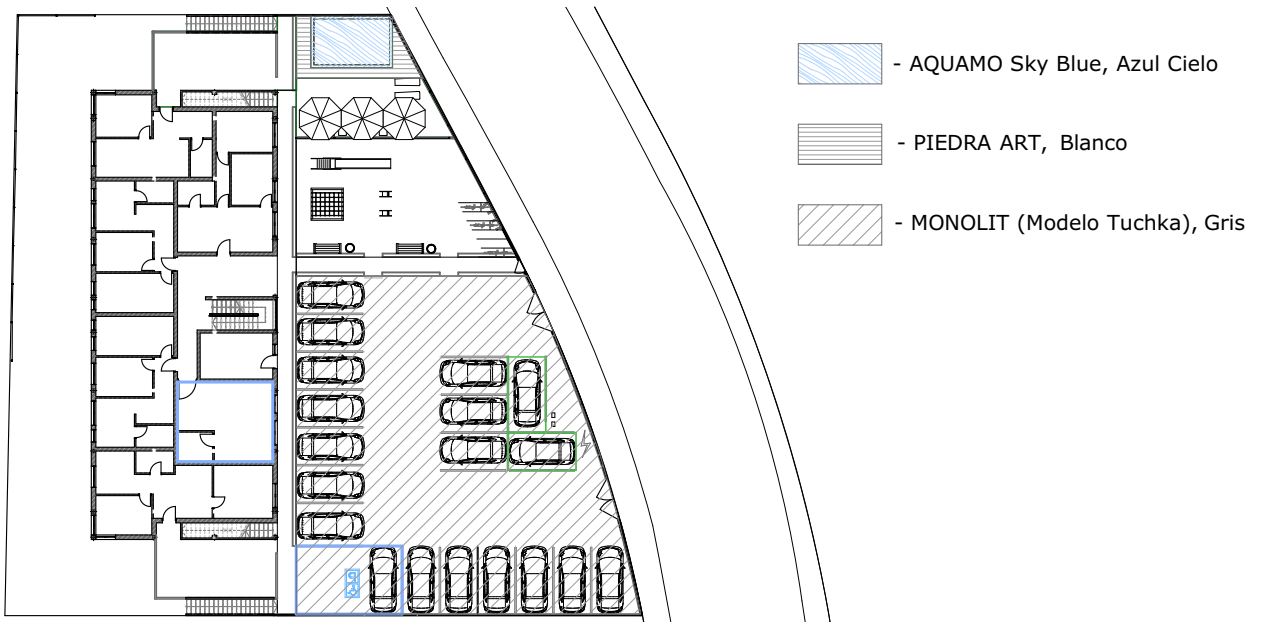 - AQUAMO Sky Blue, Azul Cielo
- PIEDRA ART, Blanco
- MONOLIT (Modelo Tuchka), Gris